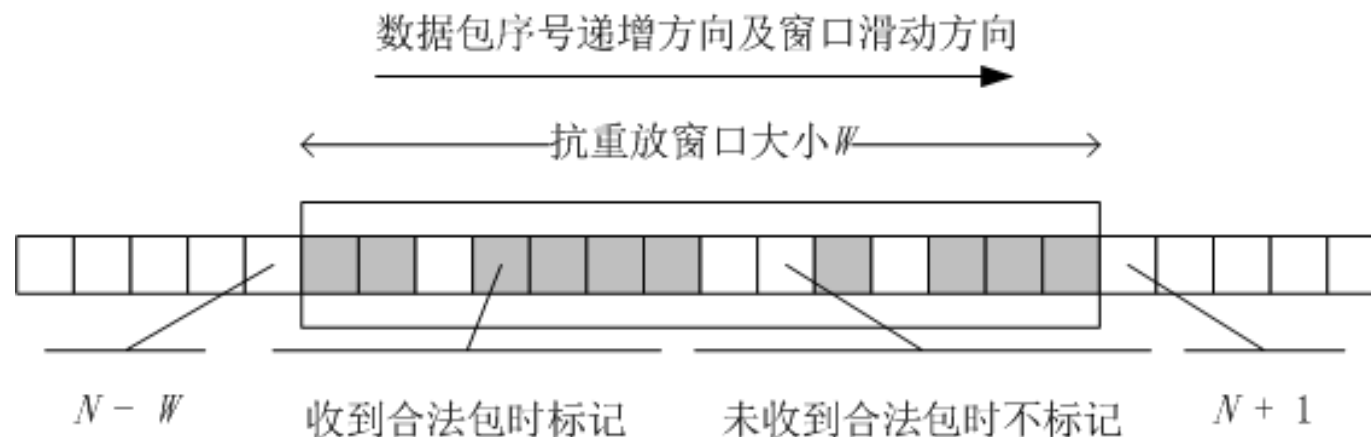 数据包序号递增方向及窗口滑动方向
抗重放窗口大小W
N - W
收到合法包时标记
未收到合法包时不标记
N + 1